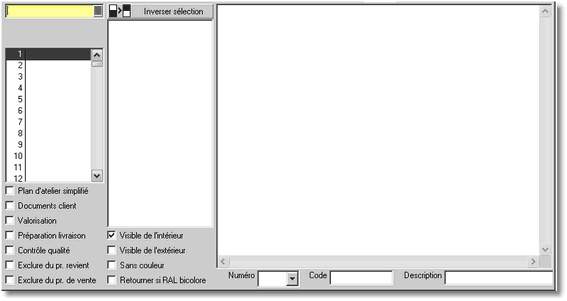 Inverser sélection
1
2
3
4
5
6
7
8
9
10
11
12
Plan d'atelier simplifié
Documents client
Valorisation
Préparation livraison
Contrôle qualité
Exclure du pr. revient
Exclure du pr. de vente
Visible de l'intérieur
Visible de l'extérieur
Sans couleur
Retourner si RAL bicolore
Numéro Code Description